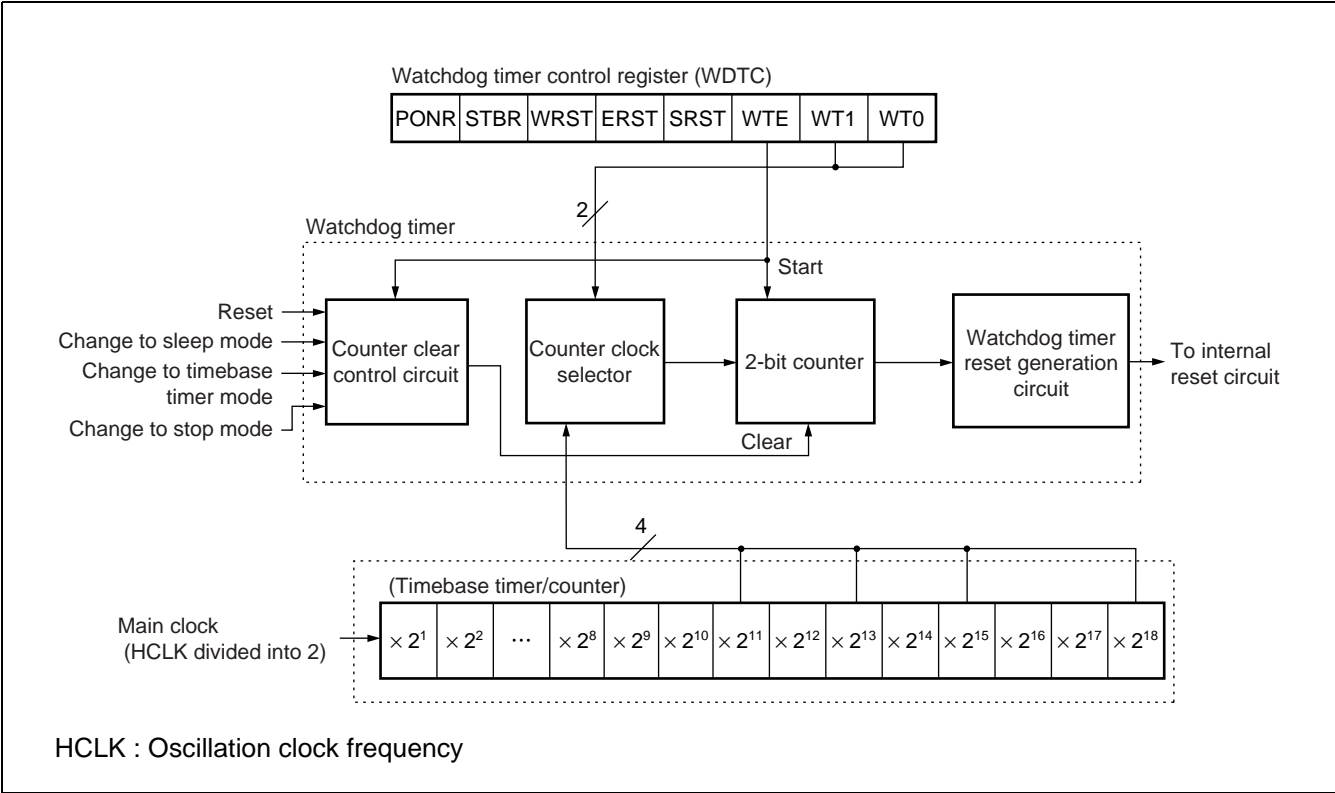 Watchdog timer control register (WDTC)
PONR STBR WRST ERST SRST WTE WT1 WT0
2
Watchdog timer
Start
Reset
Change to sleep mode
Change to timebase
timer mode
Change to stop mode
Counter clear
control circuit
Counter clock
selector
2-bit counter
Watchdog timer
reset generation
circuit
To internal
reset circuit
Clear
4
(Timebase timer/counter)
Main clock
(HCLK divided into 2)
× 2¹ × 2² ··· × 2⁸ × 2⁹ × 2¹⁰ × 2¹¹ × 2¹² × 2¹³ × 2¹⁴ × 2¹⁵ × 2¹⁶ × 2¹⁷ × 2¹⁸
HCLK : Oscillation clock frequency